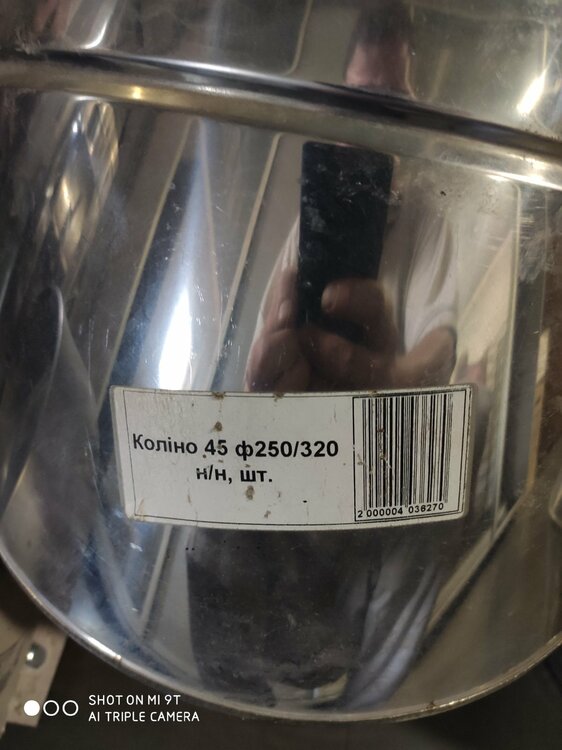 Коліно 45 ф250/320
н/н, шт.
2 000004 036270
SHOT ON MI 9T
AI TRIPLE CAMERA